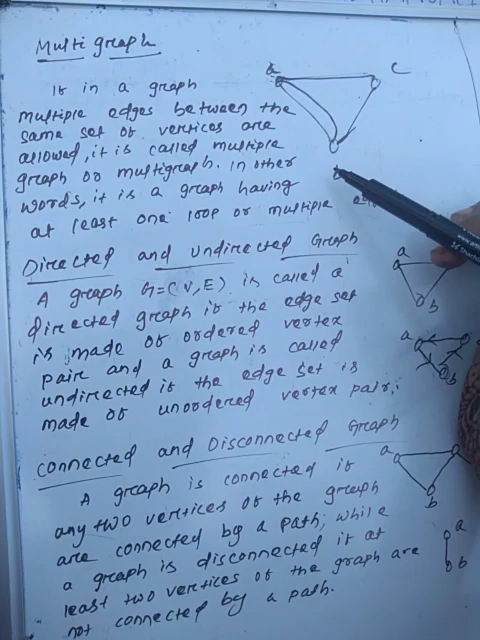 Multi graph
If in a graph
multiple edges between the
same set of vertices are
allowed, it is called multiple
graph or multigraph. In other
words, it is a graph having
at least one loop or multiple
a
c
b
Directed and Undirected Graph
A graph G=(V,E) is called a
directed graph if the edge set
is made of ordered vertex
pair and a graph is called
undirected if the edge set is
made of unordered vertex pair;
a
b
a
b
Connected and Disconnected Graph
A graph is connected if
any two vertices of the graph
are connected by a path; while
a graph is disconnected if at
least two vertices of the graph are
not connected by a path.
a
b
a
b